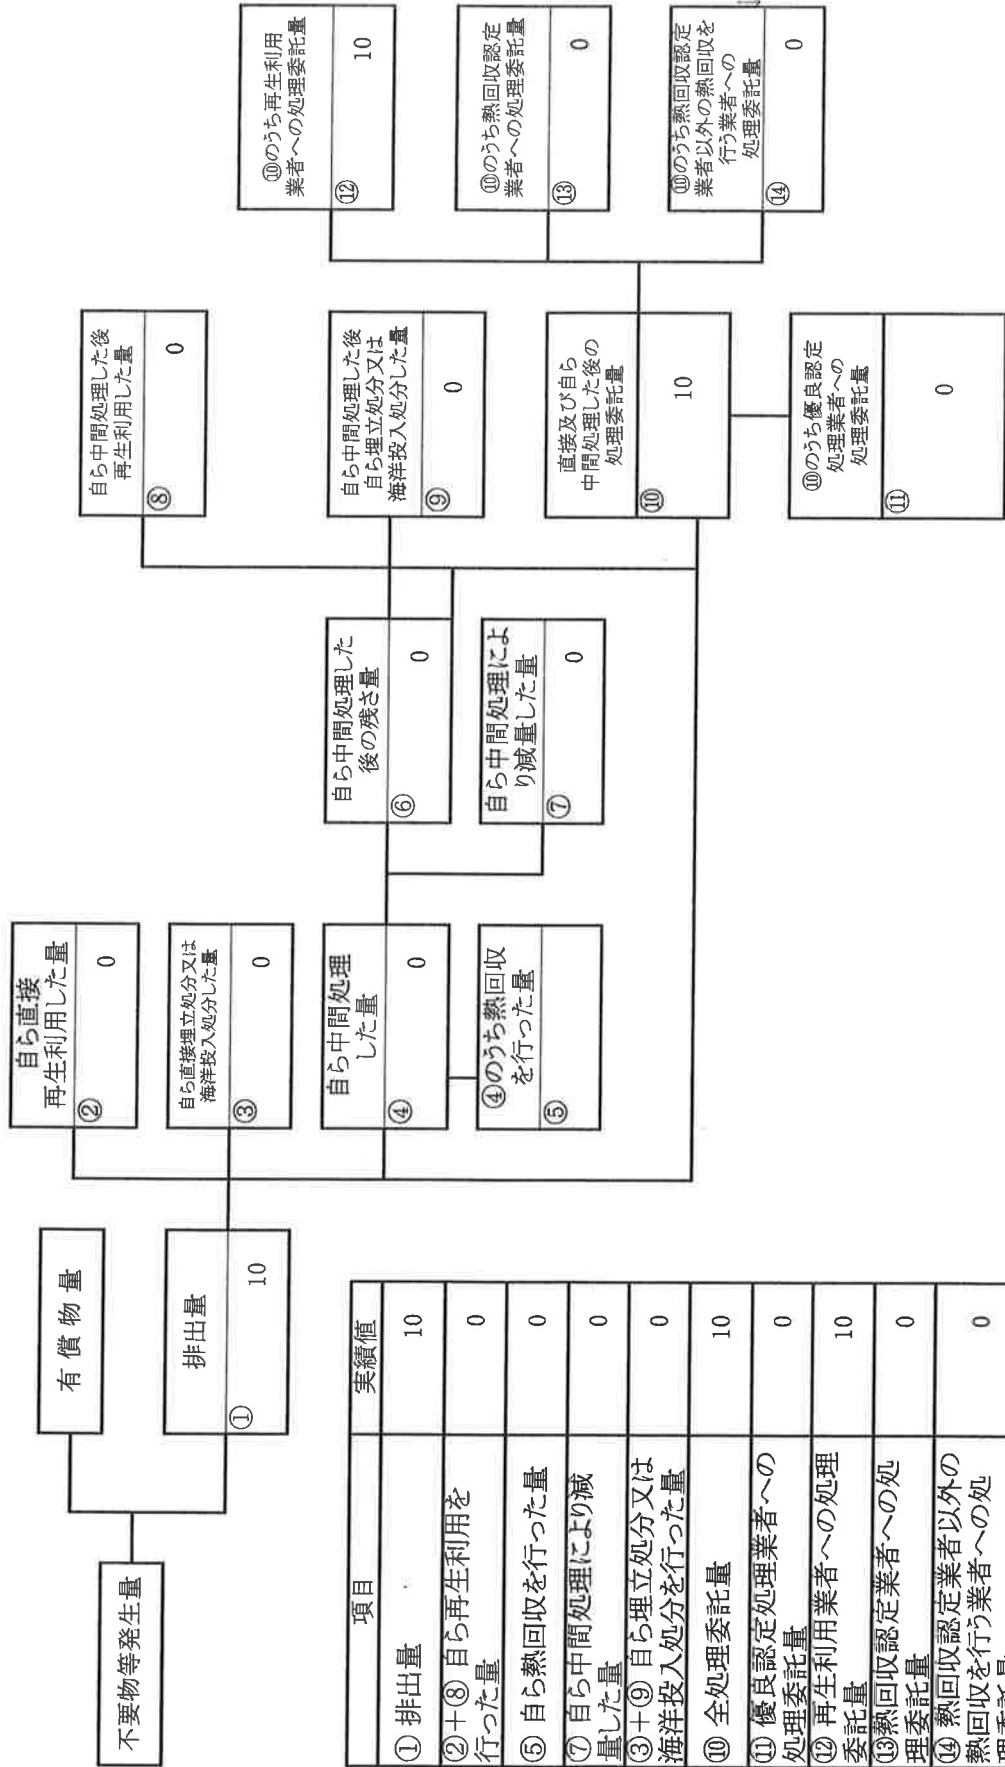 不要物等発生量
有償物量
排出量
① 10
自ら直接
再生利用した量
② 0
自ら直接埋立処分又は
海洋投入処分した量
③ 0
自ら中間処理
した量
④ 0
④のうち熱回収
を行った量
⑤
自ら中間処理した
後の残さ量
⑥ 0
自ら中間処理によ
り減量した量
⑦ 0
自ら中間処理した後
再生利用した量
⑧ 0
自ら中間処理した後
自ら埋立処分又は
海洋投入処分した量
⑨ 0
直接及び自ら
中間処理した後の
処理委託量
⑩ 10
⑩のうち優良認定
処理業者への
処理委託量
⑪ 0
⑩のうち再生利用
業者への処理委託量
⑫ 10
⑩のうち熱回収認定
業者への処理委託量
⑬ 0
⑩のうち熱回収認定
業者以外の熱回収を
行う業者への
処理委託量
⑭ 0
項目 実績値
①排出量 10
②+⑧自ら再生利用を
行った量 0
⑤自ら熱回収を行った量 0
⑦自ら中間処理により減
量した量 0
③+⑨自ら埋立処分又は
海洋投入処分を行った量 0
⑩全処理委託量 10
⑪優良認定処理業者への
処理委託量 0
⑫再生利用業者への処理
委託量 10
⑬熱回収認定業者への処
理委託量 0
⑭熱回収認定業者以外の
熱回収を行う業者への処
理委託量 0